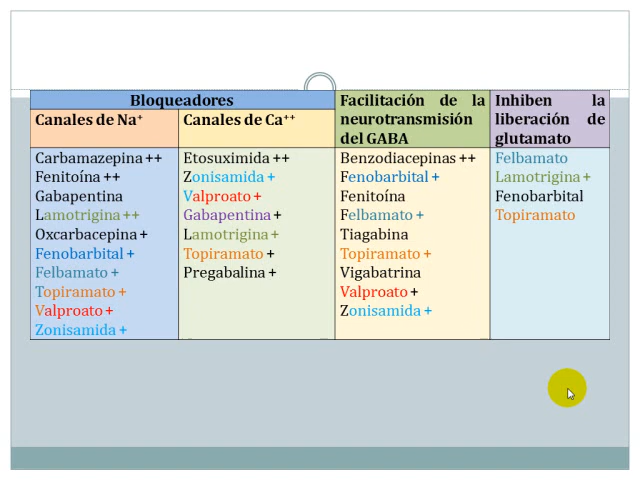 Bloqueadores
Canales de Na+
Canales de Ca++
Facilitación de la
neurotransmisión
del GABA
Inhiben la
liberación de
glutamato
Carbamazepina ++
Fenitoína ++
Gabapentina
Lamotrigina ++
Oxcarbacepina +
Fenobarbital +
Felbamato +
Topiramato +
Valproato +
Zonisamida +
Etosuximida ++
Zonisamida +
Valproato +
Gabapentina +
Lamotrigina +
Topiramato +
Pregabalina +
Benzodiacepinas ++
Fenobarbital +
Fenitoína
Felbamato +
Tiagabina
Topiramato +
Vigabatrina
Valproato +
Zonisamida +
Felbamato
Lamotrigina +
Fenobarbital
Topiramato